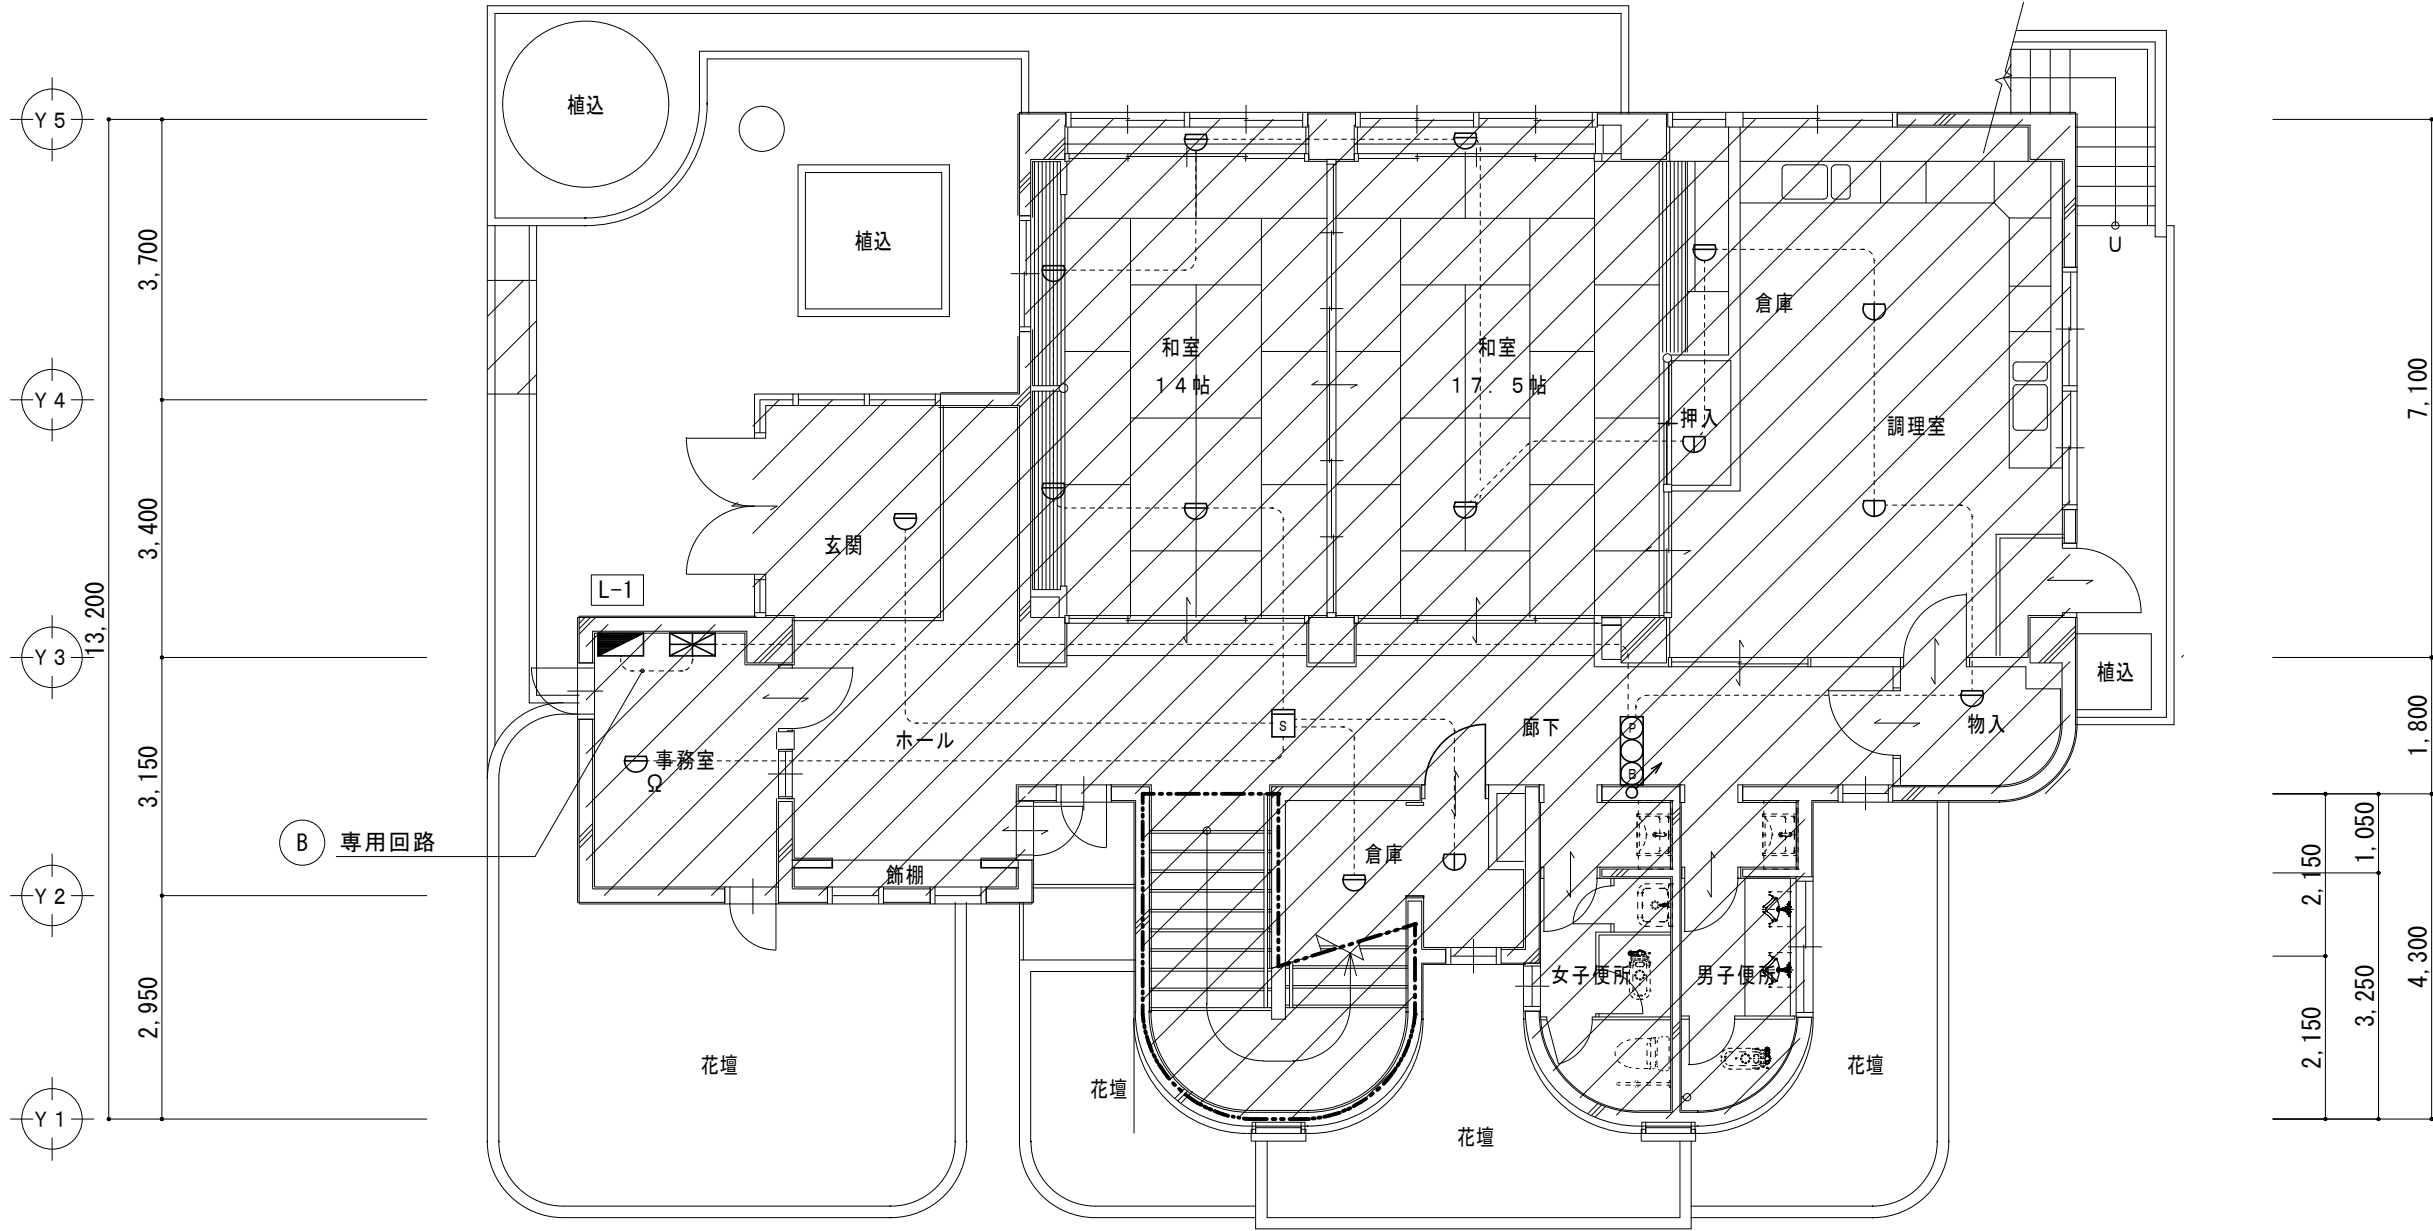 植込
Y5
植込
3,700
U
倉庫
和室
14帖
和室
17.5帖
7,100
Y4
押入
調理室
3,400
玄関
L-1
13,200
Y3
植込
S
P
B
廊下
物入
1,800
ホール
事務室
Ω
3,150
B 専用回路
倉庫
飾棚
1,050
2,150
Y2
女子便所
男子便所
4,300
3,250
2,950
2,150
花壇
花壇
花壇
花壇
Y1